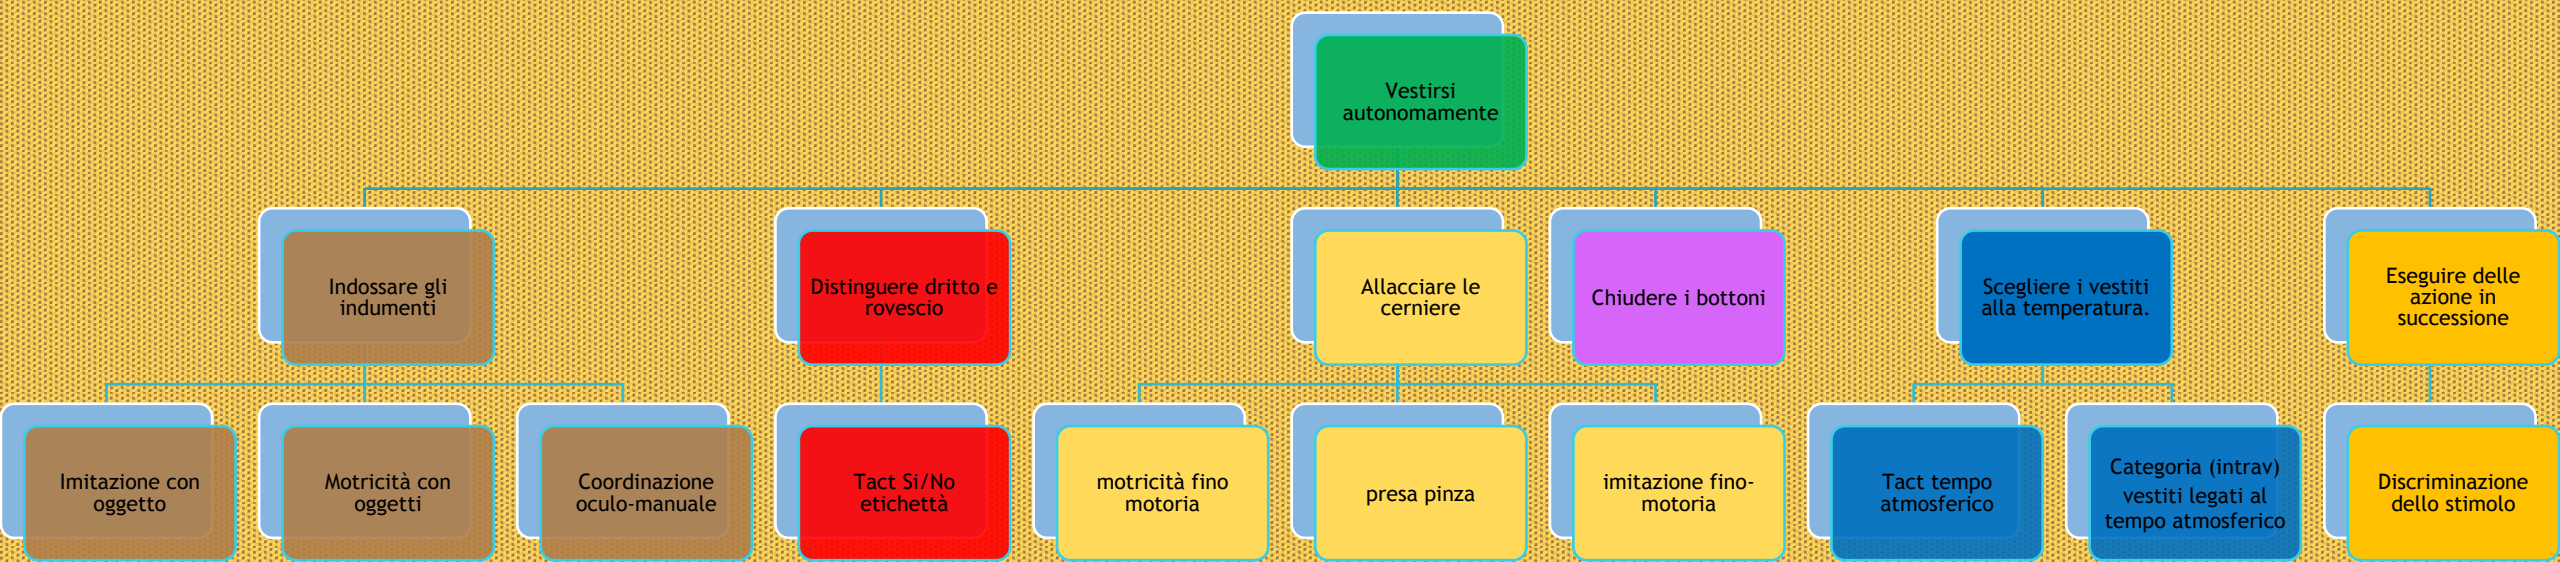 Vestirsi
autonomamente
Indossare gli
indumenti
Distinguere dritto e
rovescio
Allacciare le
cerniere
Chiudere i bottoni
Scegliere i vestiti
alla temperatura.
Eseguire delle
azione in
successione
Imitazione con
oggetto
Motricità con
oggetti
Coordinazione
oculo-manuale
Tact Si/No
etichettà
motricità fino
motoria
presa pinza
imitazione fino-
motoria
Tact tempo
atmosferico
Categoria (intrav)
vestiti legati al
tempo atmosferico
Discriminazione
dello stimolo